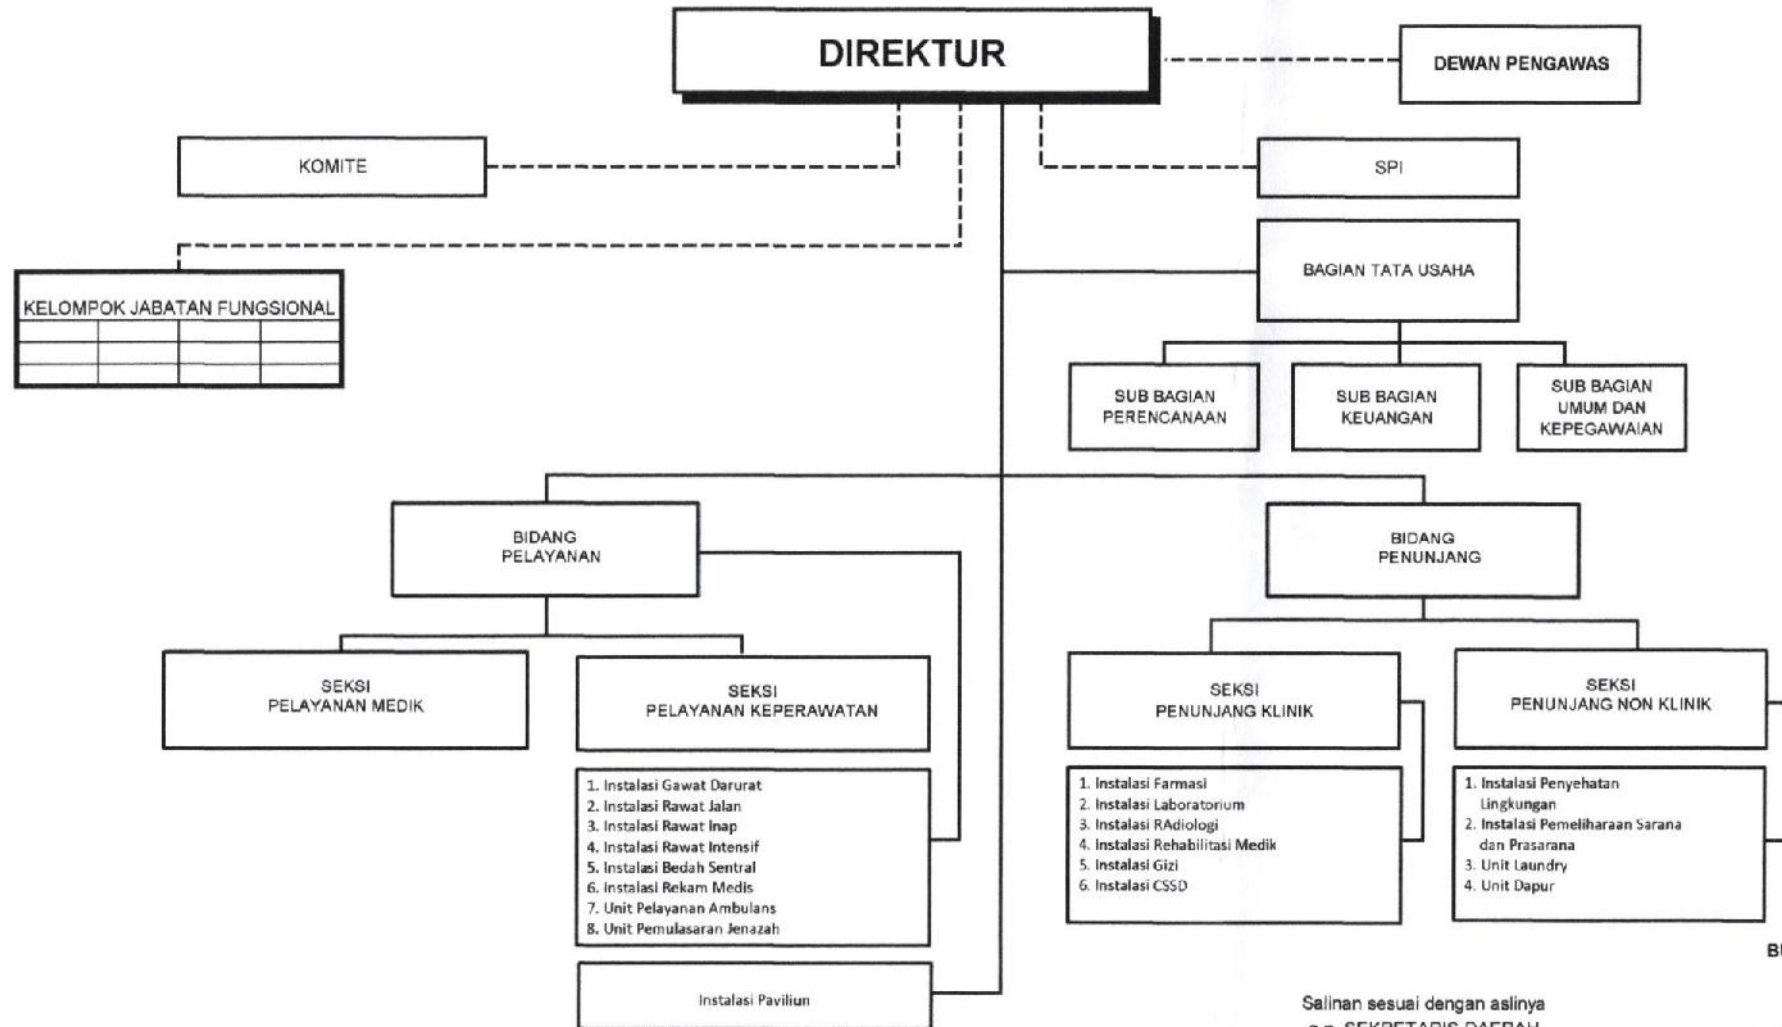 DIREKTUR
DEWAN PENGAWAS
KOMITE
SPI
BAGIAN TATA USAHA
KELOMPOK JABATAN FUNGSIONAL
SUB BAGIAN
PERENCANAAN
SUB BAGIAN
KEUANGAN
SUB BAGIAN
UMUM DAN
KEPEGAWAIAN
BIDANG
PELAYANAN
BIDANG
PENUNJANG
SEKSI
PELAYANAN MEDIK
SEKSI
PELAYANAN KEPERAWATAN
SEKSI
PENUNJANG KLINIK
SEKSI
PENUNJANG NON KLINIK
1. Instalasi Gawat Darurat
2. Instalasi Rawat Jalan
3. Instalasi Rawat Inap
4. Instalasi Rawat Intensif
5. Instalasi Bedah Sentral
6. Instalasi Rekam Medis
7. Unit Pelayanan Ambulans
8. Unit Pemulasaran Jenazah
1. Instalasi Farmasi
2. Instalasi Laboratorium
3. Instalasi RAdiologi
4. Instalasi Rehabilitasi Medik
5. Instalasi Gizi
6. Instalasi CSSD
1. Instalasi Penyehatan
Lingkungan
2. Instalasi Pemeliharaan Sarana
dan Prasarana
3. Unit Laundry
4. Unit Dapur
Instalasi Paviliun
Salinan sesuai dengan aslinya
a.n. SEKRETARIS DAERAH